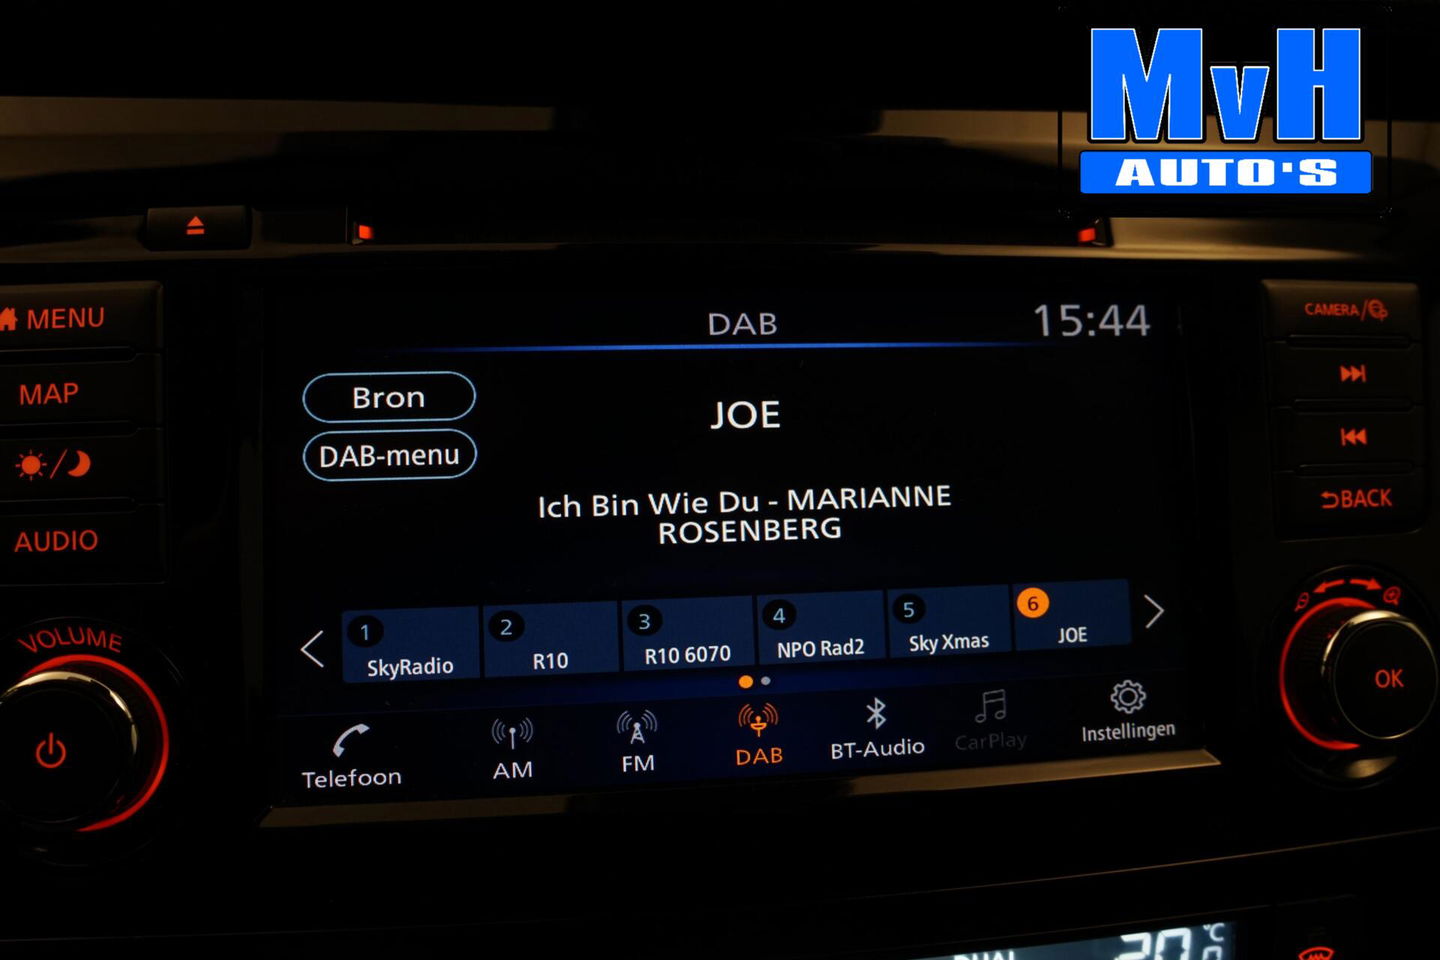 MvH
AUTO'S
MENU
MAP
AUDIO
VOLUME
DAB
15:44
Bron
DAB-menu
JOE
Ich Bin Wie Du - MARIANNE
ROSENBERG
1
SkyRadio
2
R10
3
R10 6070
4
NPO Rad2
5
Sky Xmas
6
JOE
Telefoon
AM
FM
DAB
BT-Audio
CarPlay
Instellingen
CAMERA/
BACK
OK
DUAL
°C